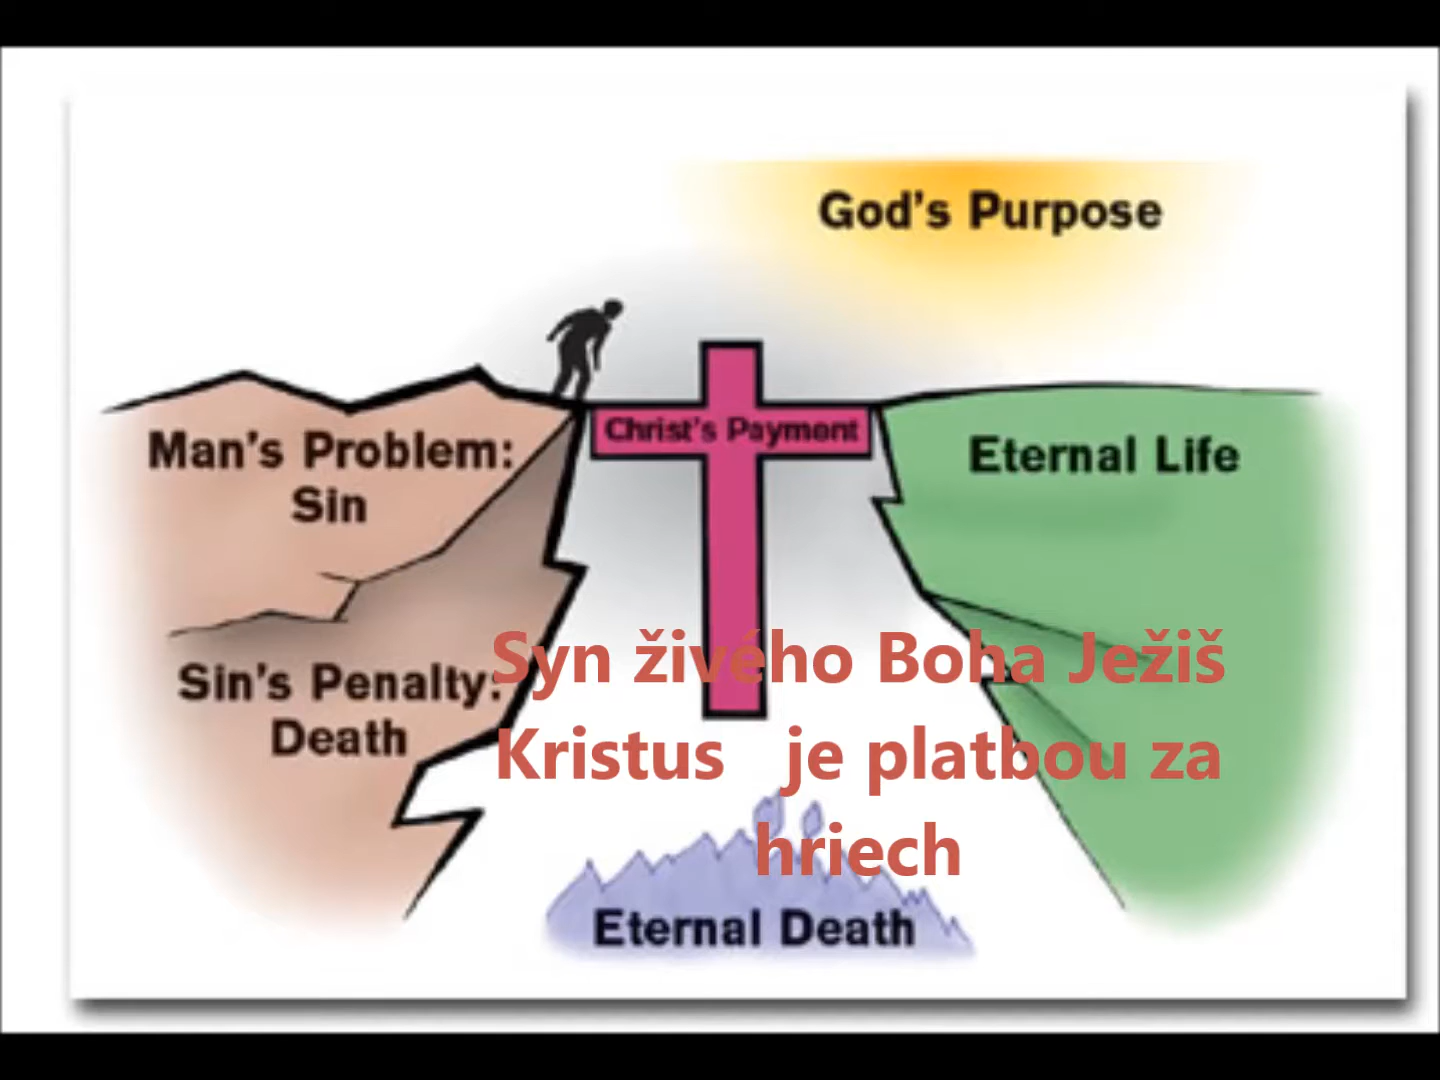 God's Purpose
Christ's Payment
Man's Problem:
Sin
Eternal Life
Sin's Penalty:
Death
Syn živého Boha Ježiš
Kristus je platbou za
hriech
Eternal Death